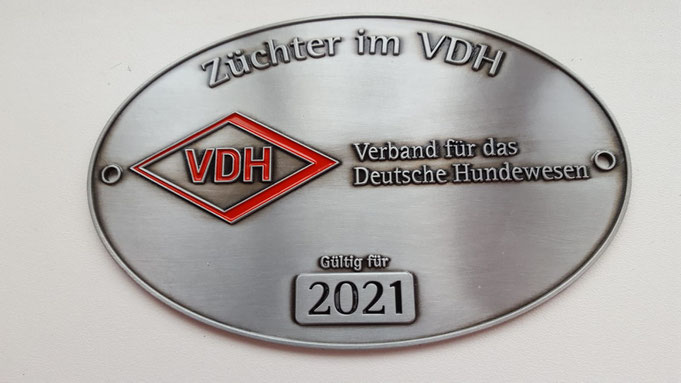 Züchter im VDH
VDH
Verband für das
Deutsche Hundewesen
Gültig für
2021